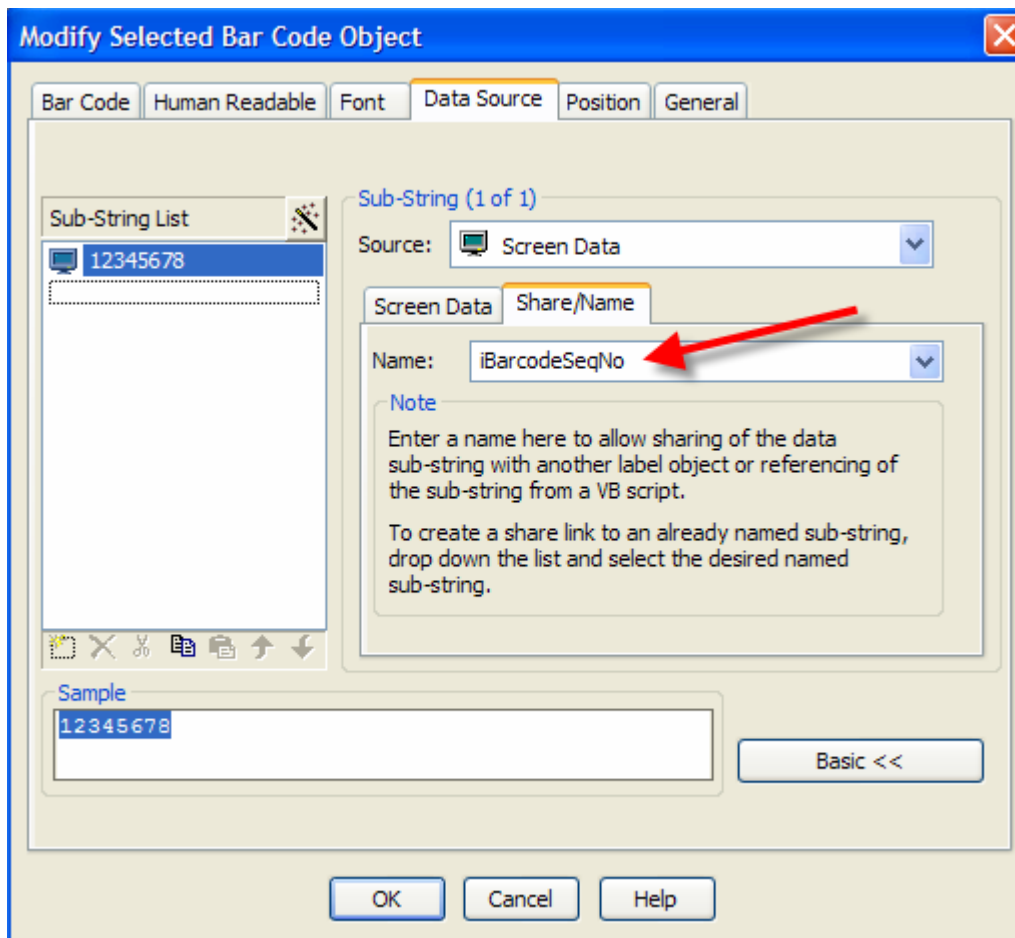 Modify Selected Bar Code Object
Bar Code Human Readable Font Data Source Position General
Sub-String List
12345678
Sub-String (1 of 1)
Source: Screen Data
Screen Data Share/Name
Name: iBarcodeSeqNo
Note
Enter a name here to allow sharing of the data
sub-string with another label object or referencing of
the sub-string from a VB script.
To create a share link to an already named sub-string,
drop down the list and select the desired named
sub-string.
Sample
12345678
Basic <<
OK Cancel Help